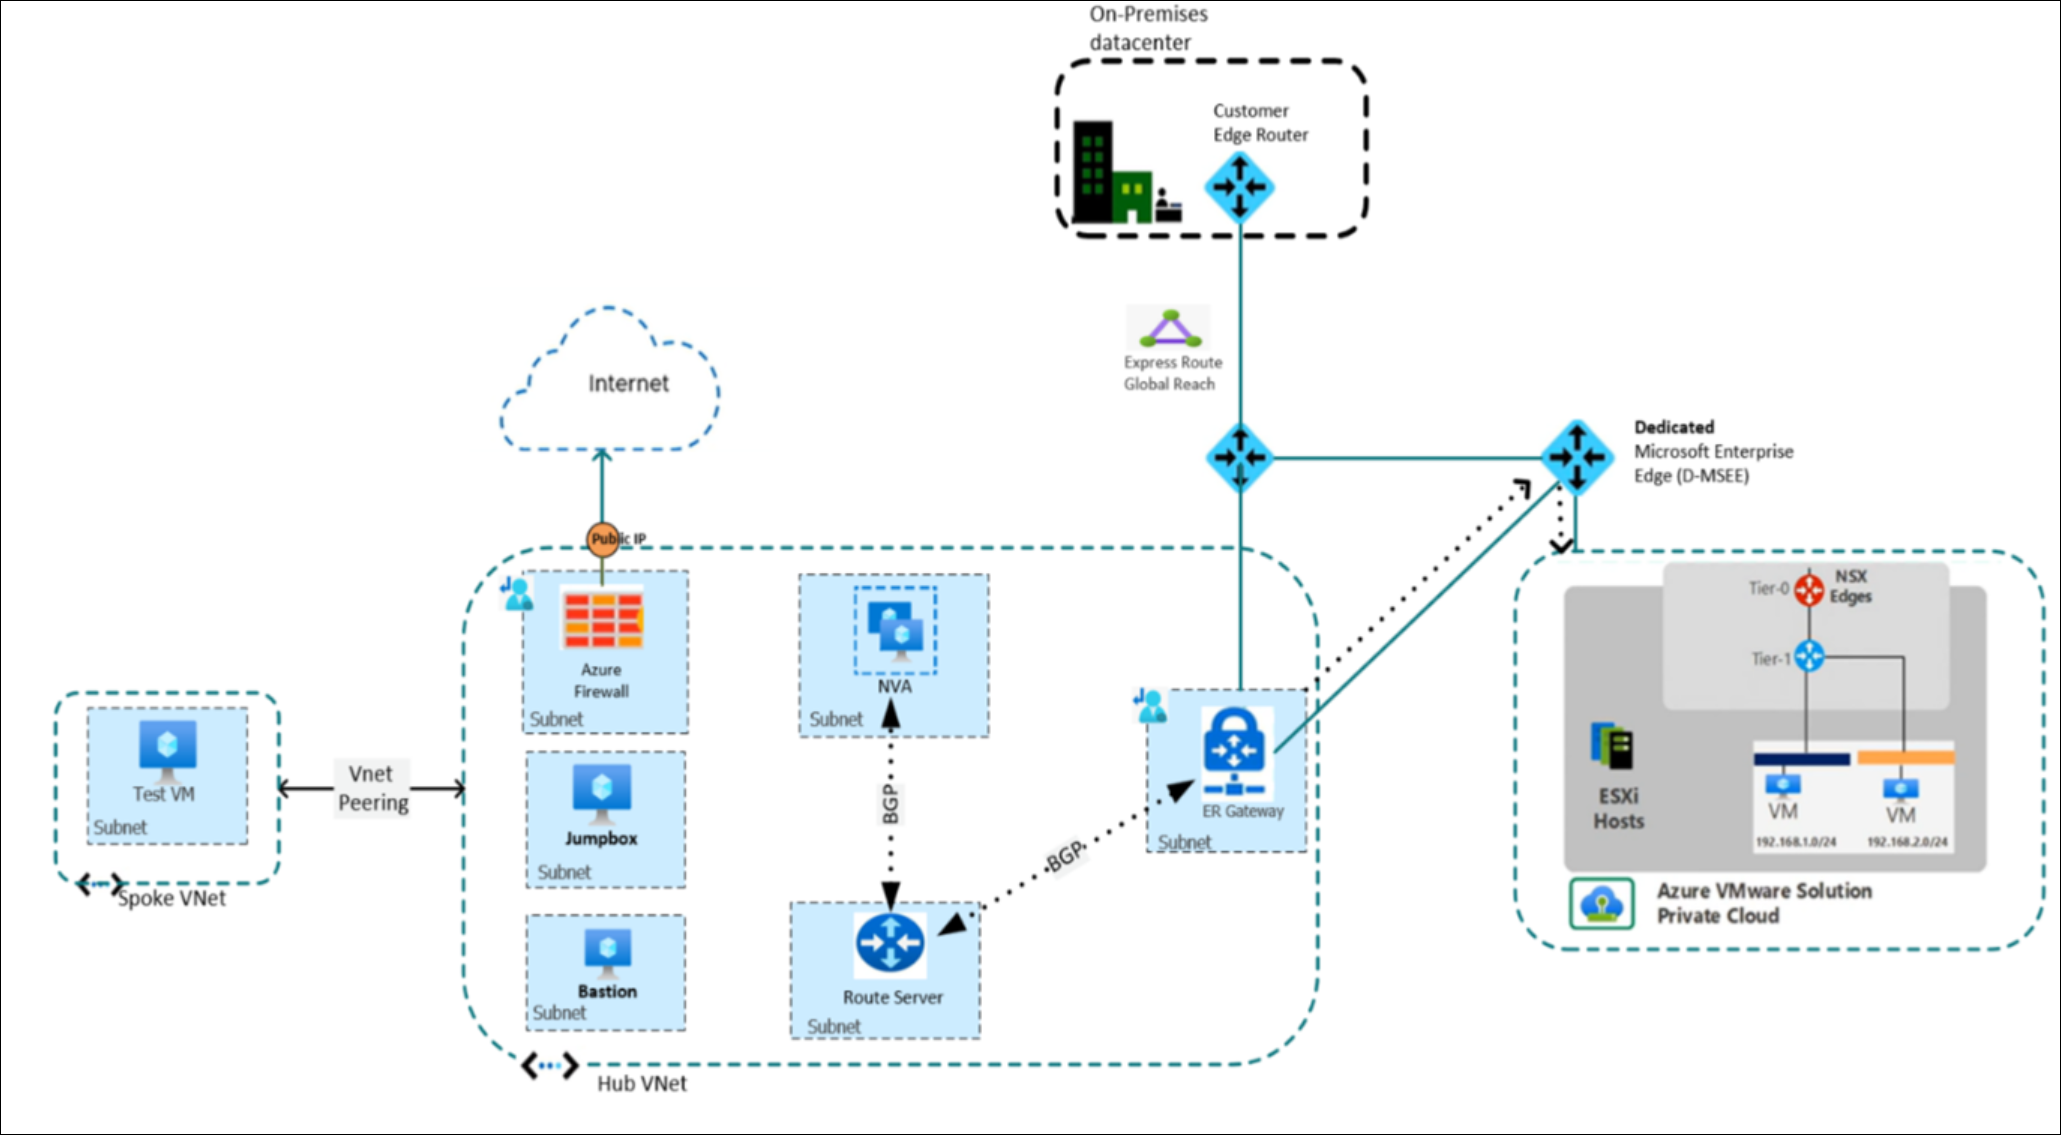 On-Premises
datacenter
Customer
Edge Router
Express Route
Global Reach
Internet
Dedicated
Microsoft Enterprise
Edge (D-MSEE)
Public IP
Azure
Firewall
Subnet
NVA
Subnet
Tier-0
NSX
Edges
Tier-1
Vnet
Peering
Test VM
Subnet
Spoke VNet
Jumpbox
Subnet
BGP
BGP
ER Gateway
Subnet
ESXi
Hosts
VM
VM
192.168.1.0/24
192.168.2.0/24
Azure VMware Solution
Private Cloud
Bastion
Subnet
Route Server
Subnet
Hub VNet